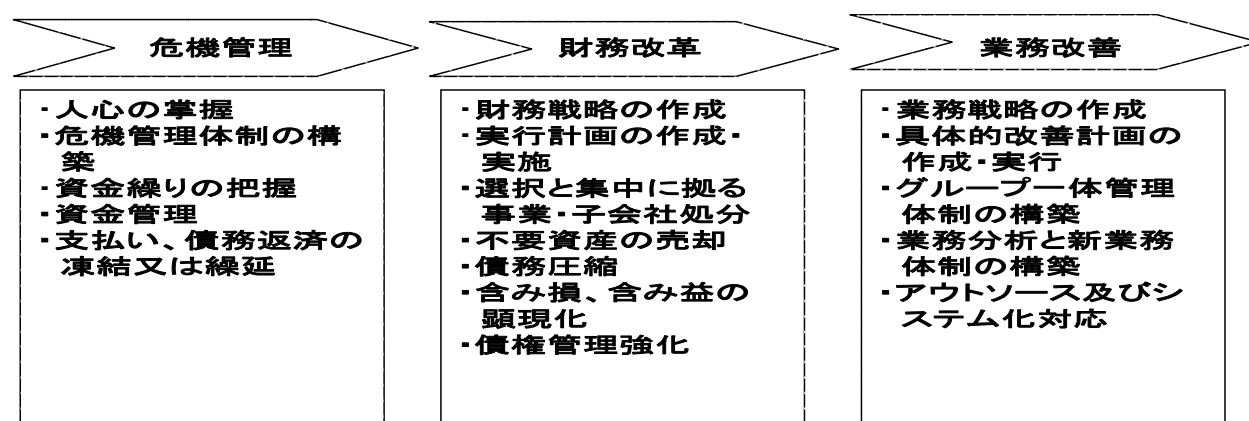 危機管理
・人心の掌握
・危機管理体制の構
築
・資金繰りの把握
・資金管理
・支払い、債務返済の
凍結又は繰延
財務改革
・財務戦略の作成
・実行計画の作成・
実施
・選択と集中に拠る
事業・子会社処分
・不要資産の売却
・債務圧縮
・含み損、含み益の
顕現化
・債権管理強化
業務改善
・業務戦略の作成
・具体的改善計画の
作成・実行
・グループ一体管理
体制の構築
・業務分析と新業務
体制の構築
・アウトソース及びシ
ステム化対応